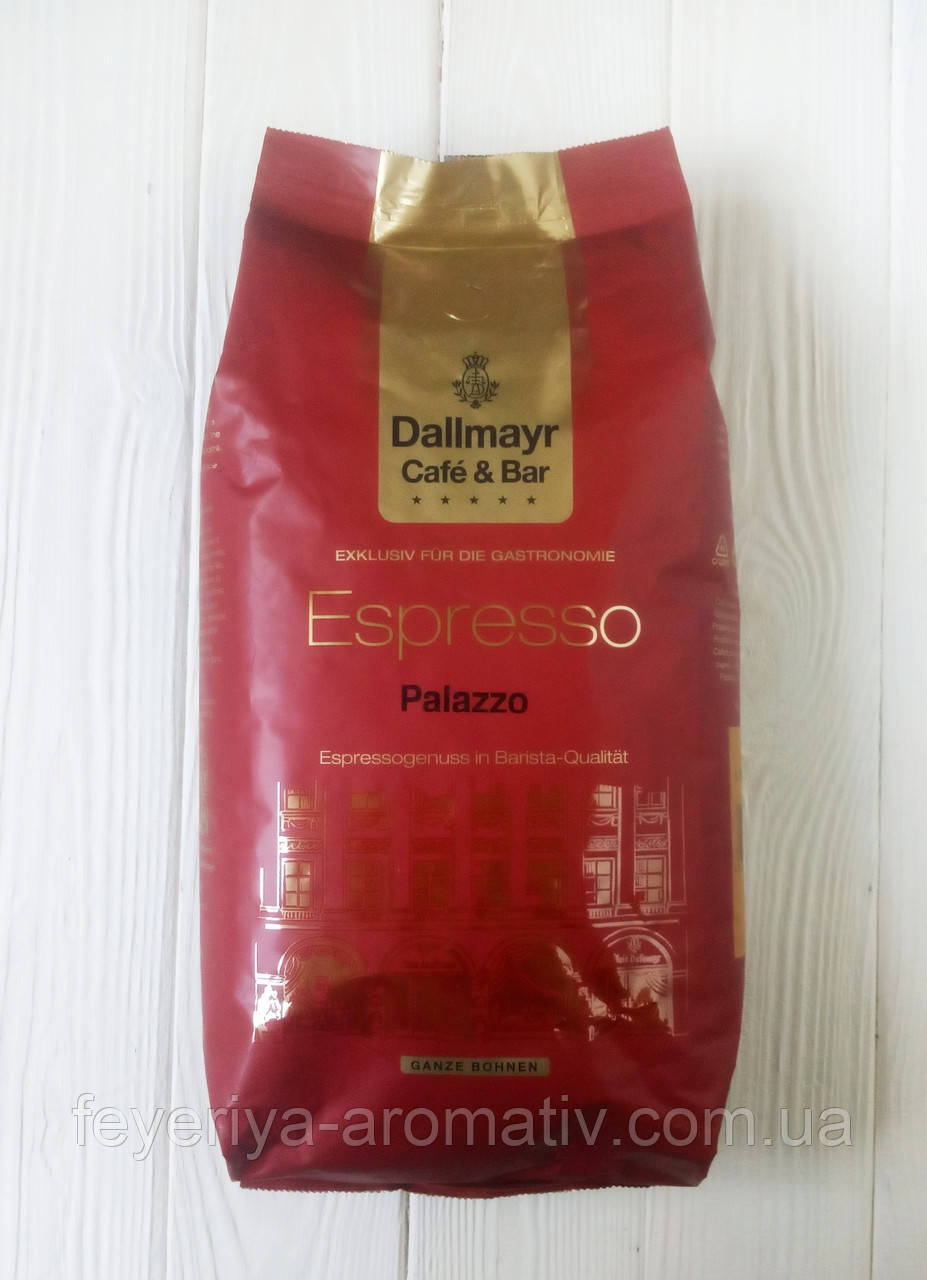 Dallmayr
Café & Bar
EXKLUSIV FÜR DIE GASTRONOMIE
Espresso
Palazzo
Espressogenuss in Barista-Qualität
Dallmayr
GANZE BOHNEN
feyeriya-aromativ.com.ua